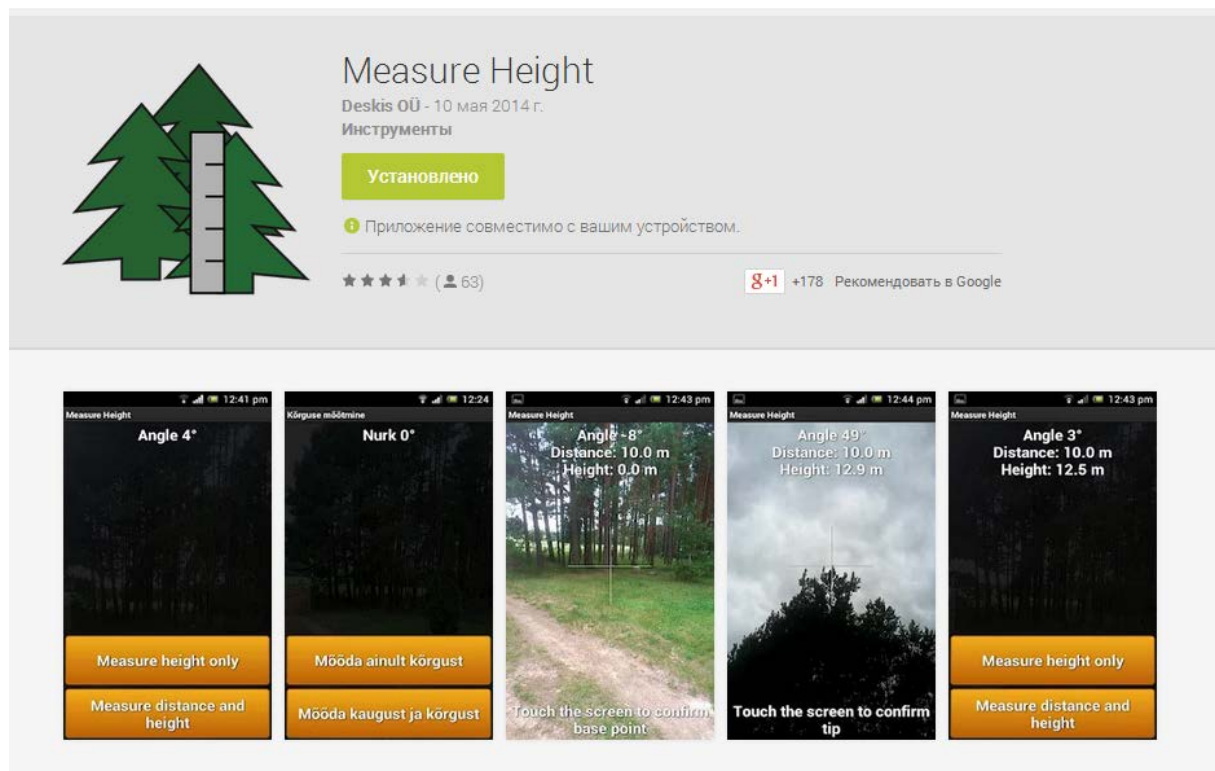 Measure Height
Deskis OÜ - 10 мая 2014 г.
Инструменты
Установлено
Приложение совместимо с вашим устройством.
(63)
g+1 +178 Рекомендовать в Google
12:41 pm
Measure Height
Angle 4°
Measure height only
Measure distance and
height
12:24
Kõrguse mõõtmine
Nurk 0°
Mõõda ainult kõrgust
Mõõda kaugust ja kõrgust
12:43 pm
Measure Height
Angle -8°
Distance: 10.0 m
Height: 0.0 m
Touch the screen to confirm
base point
12:44 pm
Measure Height
Angle 49°
Distance: 10.0 m
Height: 12.9 m
Touch the screen to confirm
tip
12:43 pm
Measure Height
Angle 3°
Distance: 10.0 m
Height: 12.5 m
Measure height only
Measure distance and
height